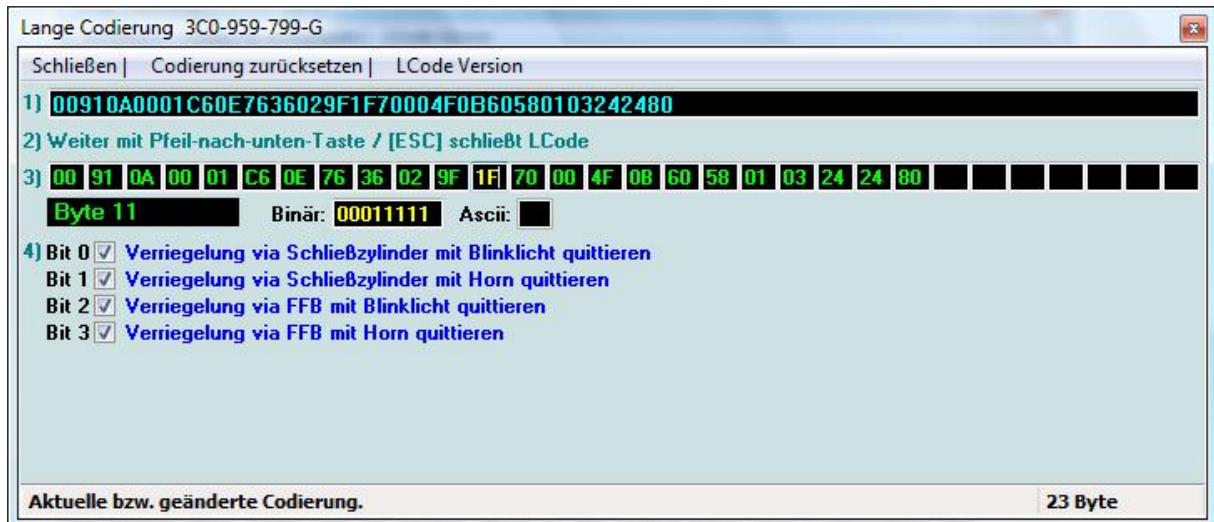 Lange Codierung 3C0-959-799-G
Schließen | Codierung zurücksetzen | LCode Version
1) 00910A0001C60E7636029F1F70004F0B60580103242480
2) Weiter mit Pfeil-nach-unten-Taste / [ESC] schließt LCode
3) 00 91 0A 00 01 C6 0E 76 36 02 9F 1F 70 00 4F 0B 60 58 01 03 24 24 80
Byte 11 Binär: 00011111 Ascii:
4) Bit 0 Verriegelung via Schließzylinder mit Blinklicht quittieren
Bit 1 Verriegelung via Schließzylinder mit Horn quittieren
Bit 2 Verriegelung via FFB mit Blinklicht quittieren
Bit 3 Verriegelung via FFB mit Horn quittieren
Aktuelle bzw. geänderte Codierung. 23 Byte